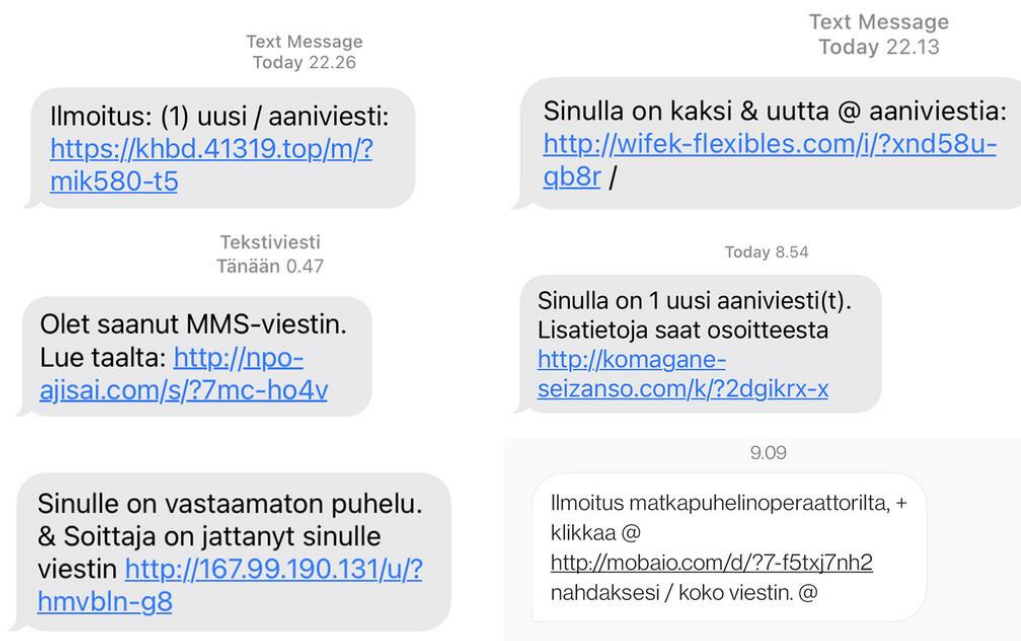 Text Message
Today 22.26
Ilmoitus: (1) uusi / aaniviesti:
https://khbd.41319.top/m/?
mik580-t5
Text Message
Today 22.13
Sinulla on kaksi & uutta @ aaniviestia:
http://wifek-flexibles.com/i/?xnd58u-
qb8r /
Tekstiviesti
Tänään 0.47
Olet saanut MMS-viestin.
Lue taalta: http://npo-
ajisai.com/s/?7mc-ho4v
Today 8.54
Sinulla on 1 uusi aaniviesti(t).
Lisatietoja saat osoitteesta
http://komagane-
seizanso.com/k/?2dgikrx-x
Sinulle on vastaamaton puhelu.
& Soittaja on jattanyt sinulle
viestin http://167.99.190.131/u/?
hmvbln-g8
9.09
Ilmoitus matkapuhelinoperaattorilta, +
klikkaa @
http://mobaio.com/d/?7-f5txj7nh2
nahdaksesi / koko viestin. @